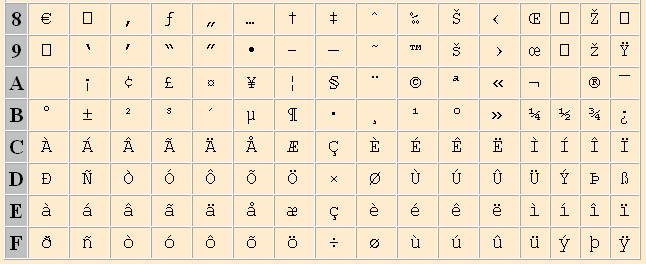 8 € □ ‚ ƒ „ … † ‡ ˆ ‰ Š ‹ Œ □ Ž □
9 □ ‘ ’ “ ” • – — ˜ ™ š › œ □ ž Ÿ
A ¡ ¢ £ ¤ ¥ ¦ § ¨ © ª « ¬ ® ¯
B ° ± ² ³ ´ µ ¶ · ¸ ¹ º » ¼ ½ ¾ ¿
C À Á Â Ã Ä Å Æ Ç È É Ê Ë Ì Í Î Ï
D Ð Ñ Ò Ó Ô Õ Ö × Ø Ù Ú Û Ü Ý Þ ß
E à á â ã ä å æ ç è é ê ë ì í î ï
F ð ñ ò ó ô õ ö ÷ ø ù ú û ü ý þ ÿ